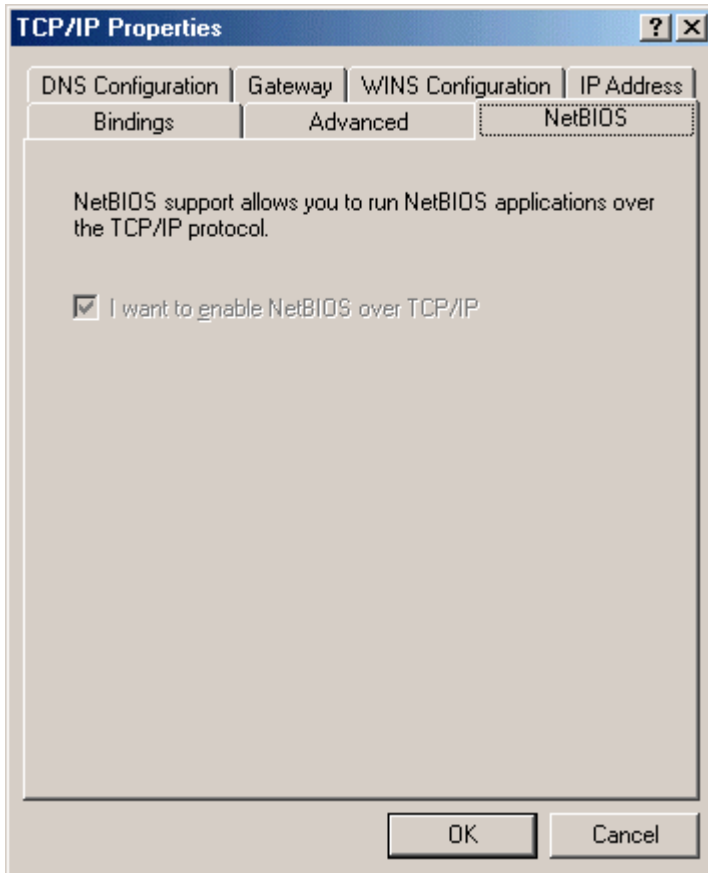 TCP/IP Properties
DNS Configuration Gateway WINS Configuration IP Address
Bindings Advanced NetBIOS
NetBIOS support allows you to run NetBIOS applications over
the TCP/IP protocol.
I want to enable NetBIOS over TCP/IP
OK Cancel